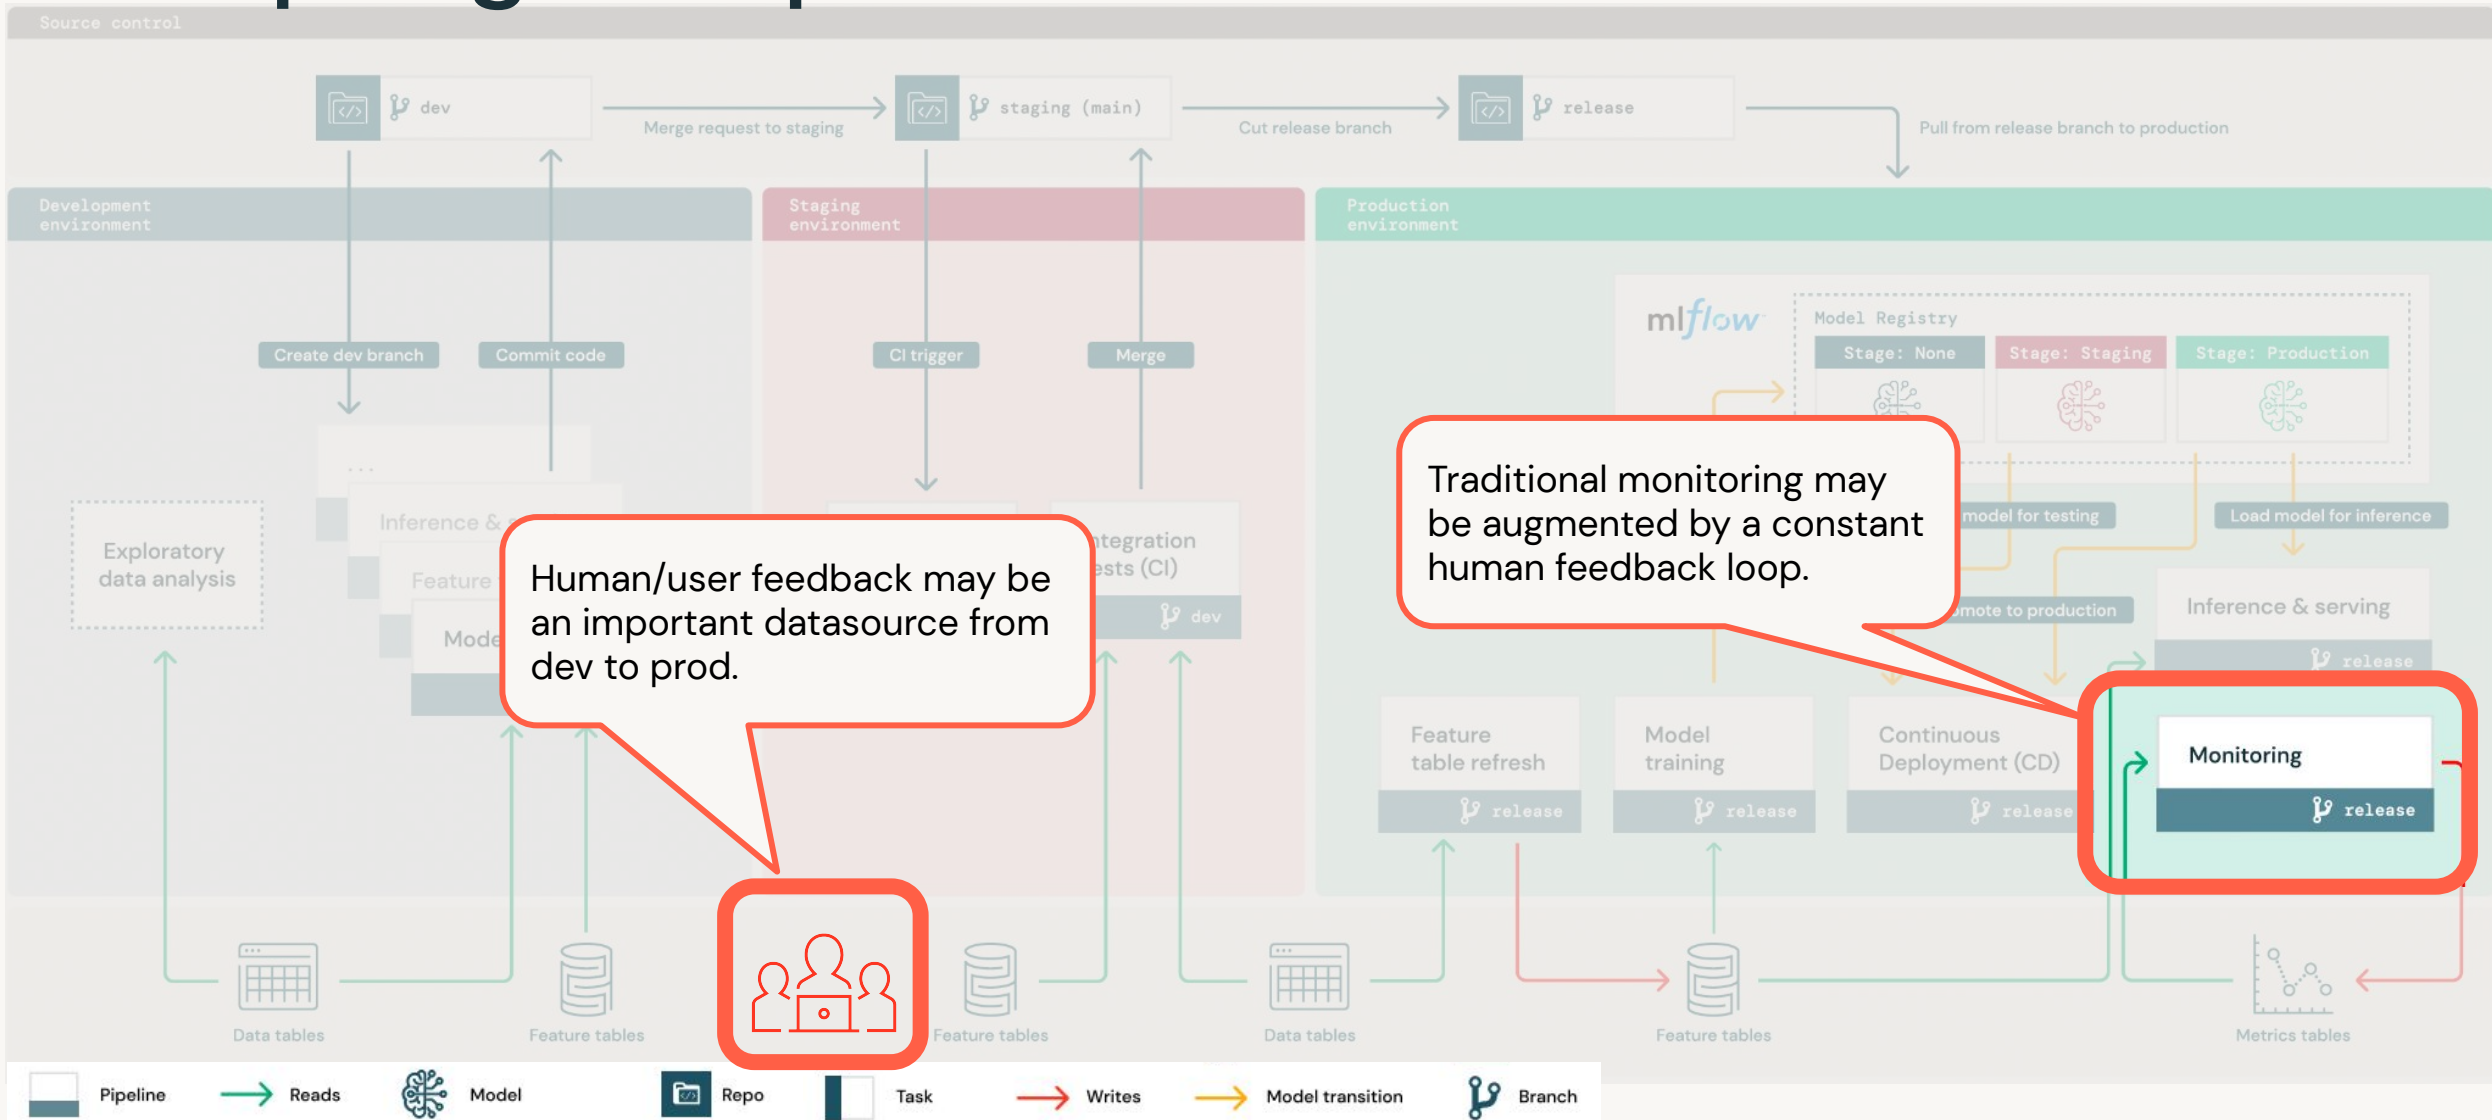 Source control
dev
Merge request to staging
staging (main)
Cut release branch
release
Pull from release branch to production
Development
environment
Staging
environment
Production
environment
mlflow
Model Registry
Stage: None
Stage: Staging
Stage: Production
Create dev branch
Commit code
CI trigger
Merge
...
Inference &
Feature
Mode
Exploratory
data analysis
Human/user feedback may be
an important datasource from
dev to prod.
ntegration
ests (CI)
dev
Traditional monitoring may
be augmented by a constant
human feedback loop.
model for testing
Load model for inference
mote to production
Inference & serving
release
Feature
table refresh
release
Model
training
release
Continuous
Deployment (CD)
release
Monitoring
release
Data tables
Feature tables
Feature tables
Data tables
Feature tables
Metrics tables
Pipeline
Reads
Model
Repo
Task
Writes
Model transition
Branch